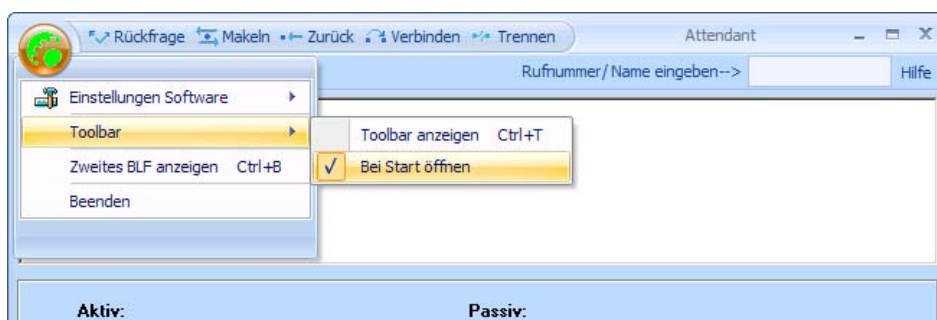 Rückfrage Makeln Zurück Verbinden Trennen Attendant
Rufnummer/Name eingeben--> Hilfe
Einstellungen Software
Toolbar
Toolbar anzeigen Ctrl+T
Zweites BLF anzeigen Ctrl+B
Bei Start öffnen
Beenden
Aktiv: Passiv: